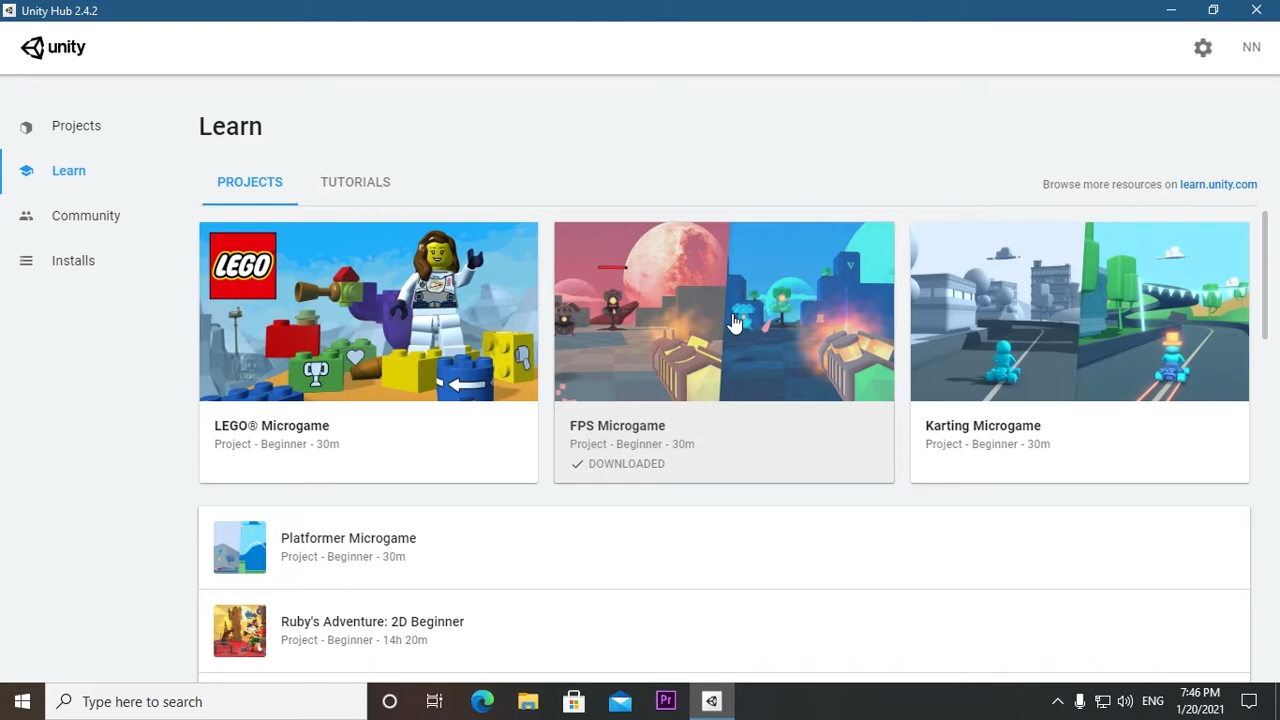 Unity Hub 2.4.2
unity
NN
Projects
Learn
Community
Installs
Learn
PROJECTS
TUTORIALS
Browse more resources on learn.unity.com
LEGO
LEGO® Microgame
Project - Beginner - 30m
FPS Microgame
Project - Beginner - 30m
DOWNLOADED
Karting Microgame
Project - Beginner - 30m
Platformer Microgame
Project - Beginner - 30m
Ruby's Adventure: 2D Beginner
Project - Beginner - 14h 20m
Type here to search
Pr
ENG
7:46 PM
1/20/2021